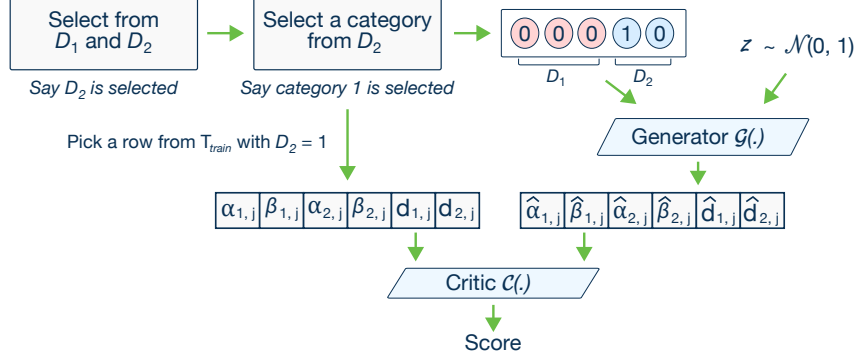 Select from
D₁ and D₂
Select a category
from D₂
0 0 0 1 0
D₁ D₂
z ~ 𝒩(0, 1)
Say D₂ is selected
Say category 1 is selected
Pick a row from T_train with D₂ = 1
Generator 𝒢(.)
α₁, j β₁, j α₂, j β₂, j d₁, j d₂, j
α̂₁, j β̂₁, j α̂₂, j β̂₂, j d̂₁, j d̂₂, j
Critic 𝒞(.)
Score